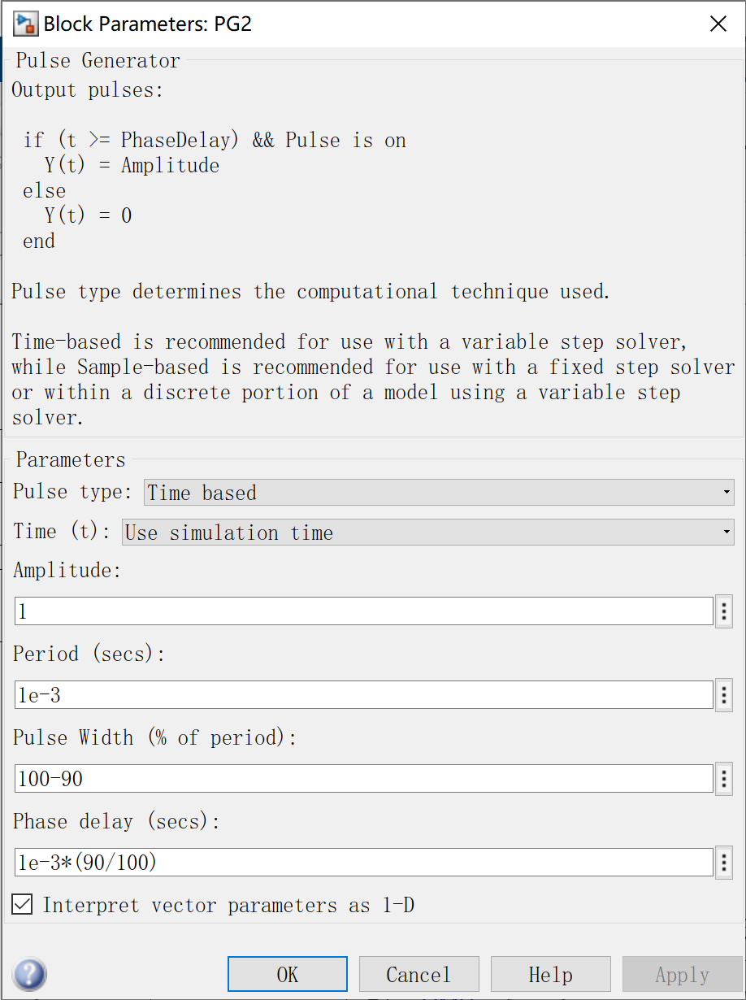 Block Parameters: PG2
Pulse Generator
Output pulses:
if (t >= PhaseDelay) && Pulse is on
Y(t) = Amplitude
else
Y(t) = 0
end
Pulse type determines the computational technique used.
Time-based is recommended for use with a variable step solver,
while Sample-based is recommended for use with a fixed step solver
or within a discrete portion of a model using a variable step
solver.
Parameters
Pulse type: Time based
Time (t): Use simulation time
Amplitude:
1
Period (secs):
1e-3
Pulse Width (% of period):
100-90
Phase delay (secs):
1e-3*(90/100)
Interpret vector parameters as 1-D
? OK Cancel Help Apply